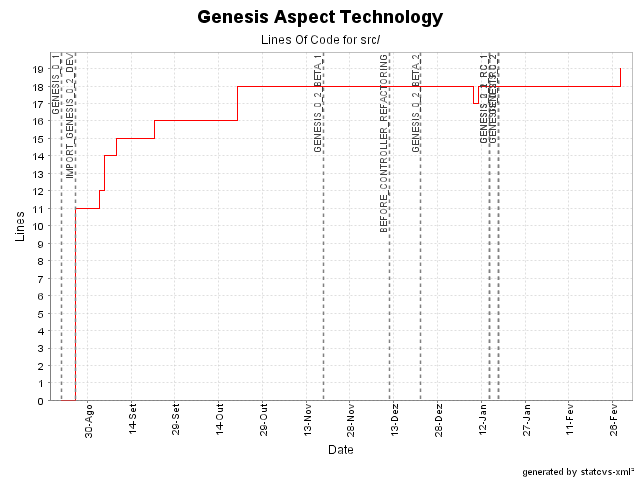 Genesis Aspect Technology
Lines Of Code for src/
Lines
19
18
17
16
15
14
13
12
11
10
9
8
7
6
5
4
3
2
1
0
GENESIS_0_1
IMPORT_GENESIS_0_2_DEV
GENESIS_0_2_BETA_1
BEFORE_CONTROLLER_REFACTORING
GENESIS_0_2_BETA_2
GENESIS_0_2_RC_1
30-Ago
14-Set
29-Set
14-Out
29-Out
13-Nov
28-Nov
13-Dez
28-Dez
12-Jan
27-Jan
11-Fev
26-Fev
Date
generated by statcvs-xml²